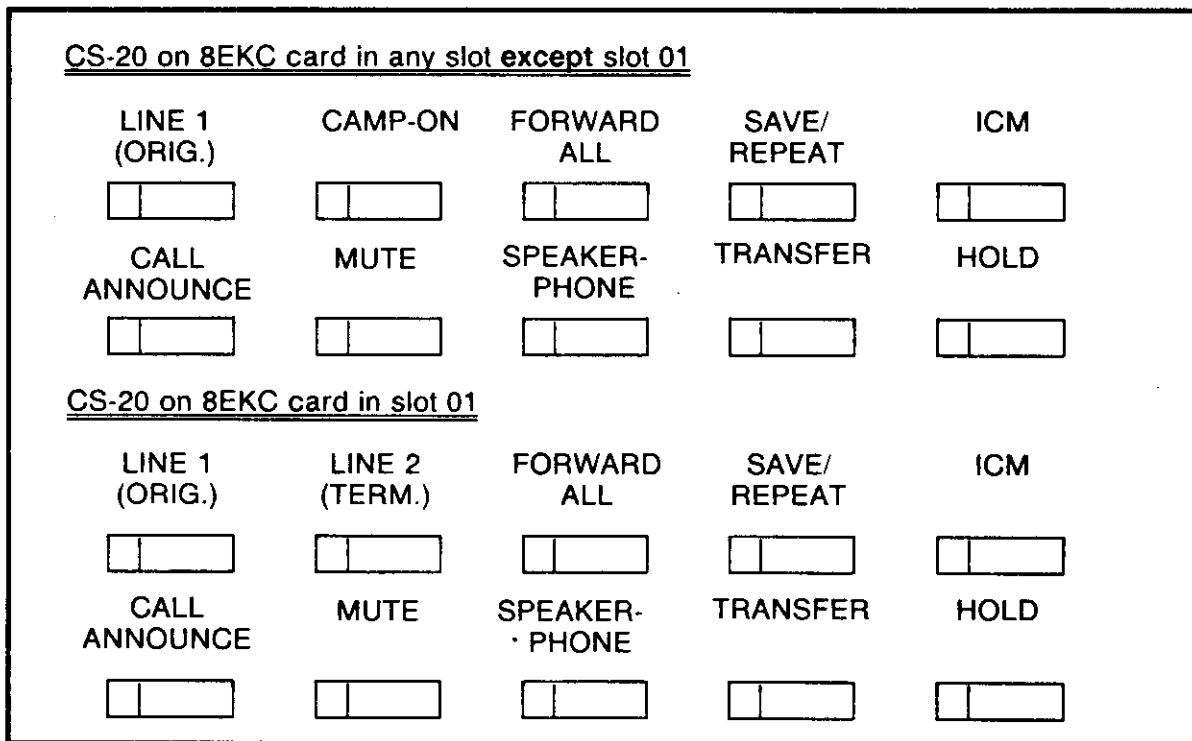 CS-20 on 8EKC card in any slot except slot 01
LINE 1 (ORIG.)
CAMP-ON
FORWARD ALL
SAVE/ REPEAT
ICM
CALL ANNOUNCE
MUTE
SPEAKER-PHONE
TRANSFER
HOLD
CS-20 on 8EKC card in slot 01
LINE 1 (ORIG.)
LINE 2 (TERM.)
FORWARD ALL
SAVE/ REPEAT
ICM
CALL ANNOUNCE
MUTE
SPEAKER-PHONE
TRANSFER
HOLD